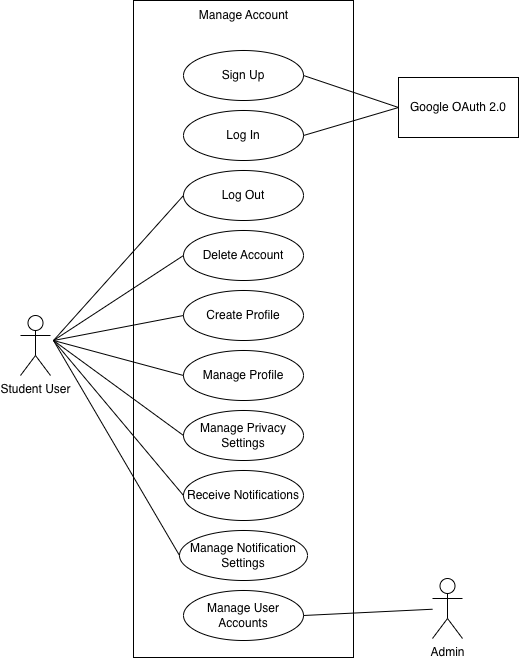 Manage Account
Sign Up
Google OAuth 2.0
Log In
Log Out
Delete Account
Create Profile
Manage Profile
Student User
Manage Privacy
Settings
Receive Notifications
Manage Notification
Settings
Manage User
Accounts
Admin